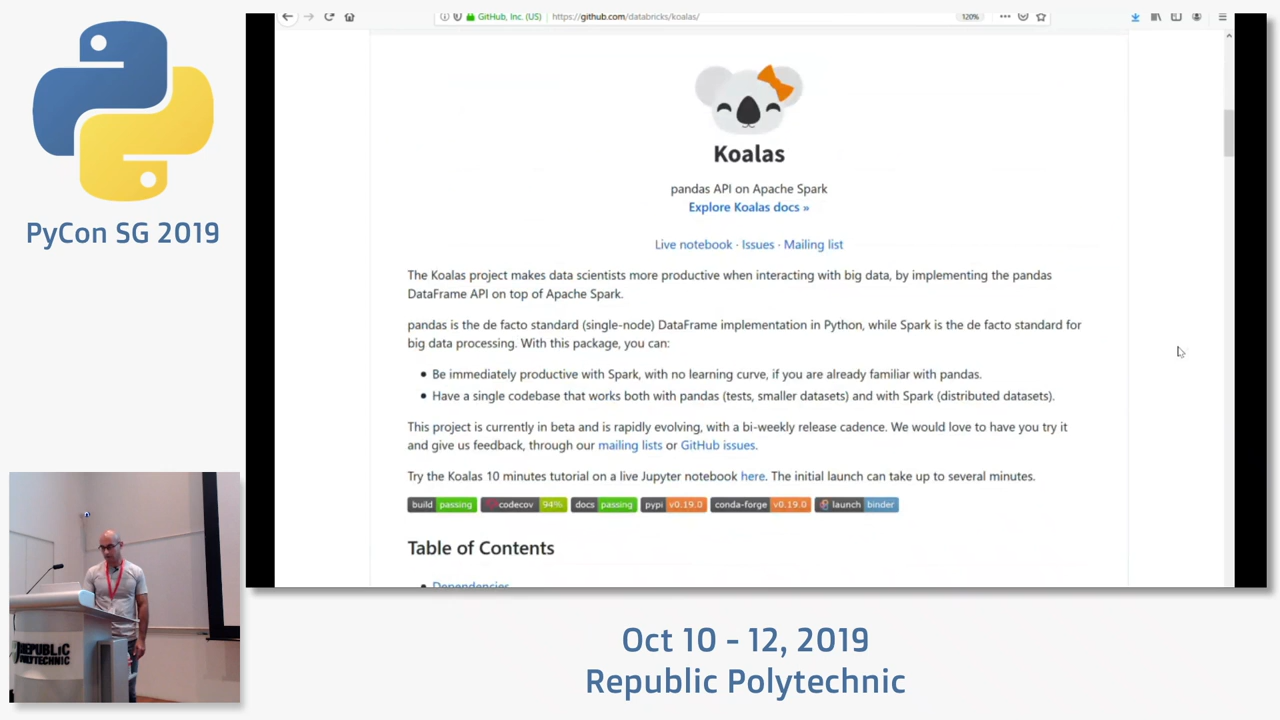 PyCon SG 2019
GitHub, Inc. (US)
https://github.com/databricks/koalas/
120%
Koalas
pandas API on Apache Spark
Explore Koalas docs »
Live notebook · Issues · Mailing list
The Koalas project makes data scientists more productive when interacting with big data, by implementing the pandas
DataFrame API on top of Apache Spark.
pandas is the de facto standard (single-node) DataFrame implementation in Python, while Spark is the de facto standard for
big data processing. With this package, you can:
• Be immediately productive with Spark, with no learning curve, if you are already familiar with pandas.
• Have a single codebase that works both with pandas (tests, smaller datasets) and with Spark (distributed datasets).
This project is currently in beta and is rapidly evolving, with a bi-weekly release cadence. We would love to have you try it
and give us feedback, through our mailing lists or GitHub issues.
Try the Koalas 10 minutes tutorial on a live Jupyter notebook here. The initial launch can take up to several minutes.
build passing codecov 94% docs passing pypi v0.19.0 conda-forge v0.19.0 launch binder
Table of Contents
• Dependencies
REPUBLIC
POLYTECHNIC
Oct 10 - 12, 2019
Republic Polytechnic